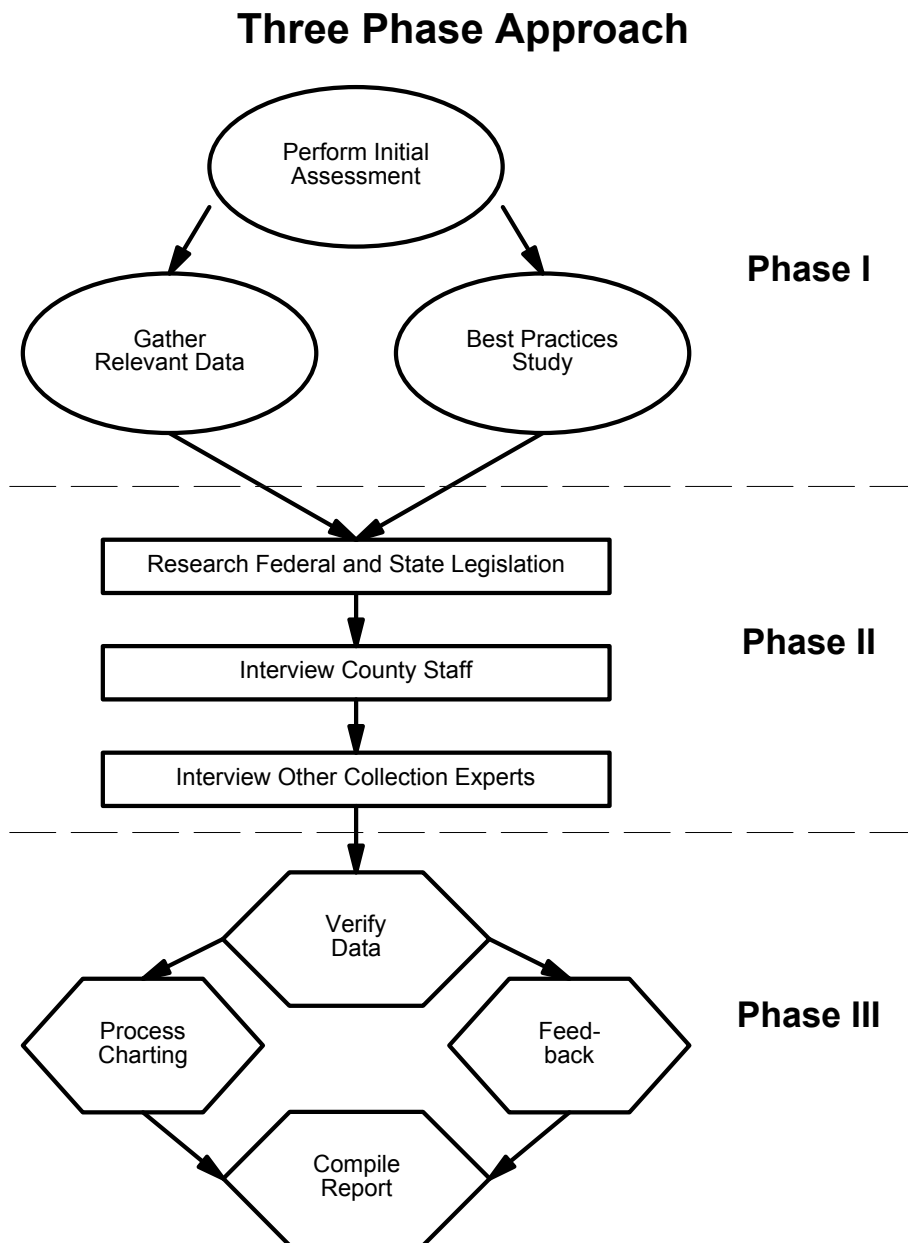 Three Phase Approach
Perform Initial
Assessment
Phase I
Gather
Relevant Data
Best Practices
Study
Research Federal and State Legislation
Phase II
Interview County Staff
Interview Other Collection Experts
Verify
Data
Phase III
Process
Charting
Feed-
back
Compile
Report